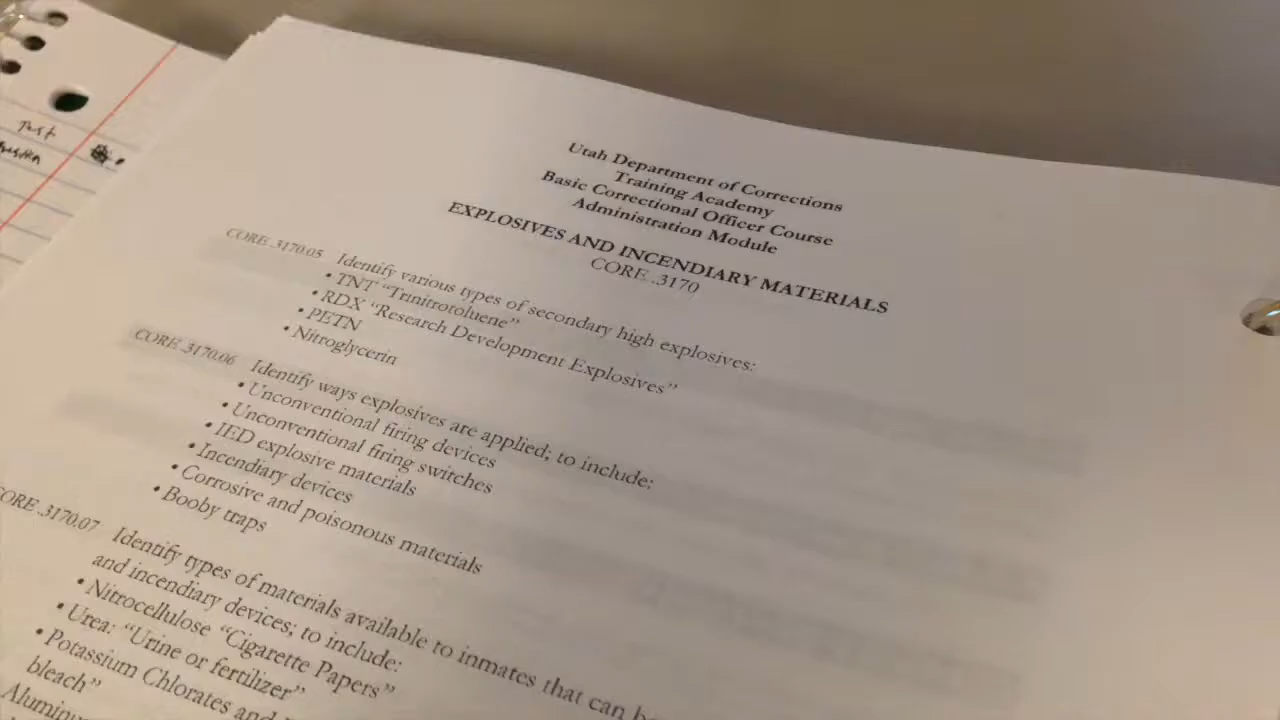 Test
Utah Department of Corrections
Training Academy
Basic Correctional Officer Course
Administration Module
EXPLOSIVES AND INCENDIARY MATERIALS
CORE .3170
CORE .3170.05 Identify various types of secondary high explosives:
• TNT “Trinitrotoluene”
• RDX “Research Development Explosives”
• PETN
• Nitroglycerin
CORE .3170.06 Identify ways explosives are applied; to include:
• Unconventional firing devices
• Unconventional firing switches
• IED explosive materials
• Incendiary devices
• Corrosive and poisonous materials
• Booby traps
CORE .3170.07 Identify types of materials available to inmates that can
and incendiary devices; to include:
• Nitrocellulose “Cigarette Papers”
• Urea: “Urine or fertilizer”
• Potassium Chlorates and
bleach”